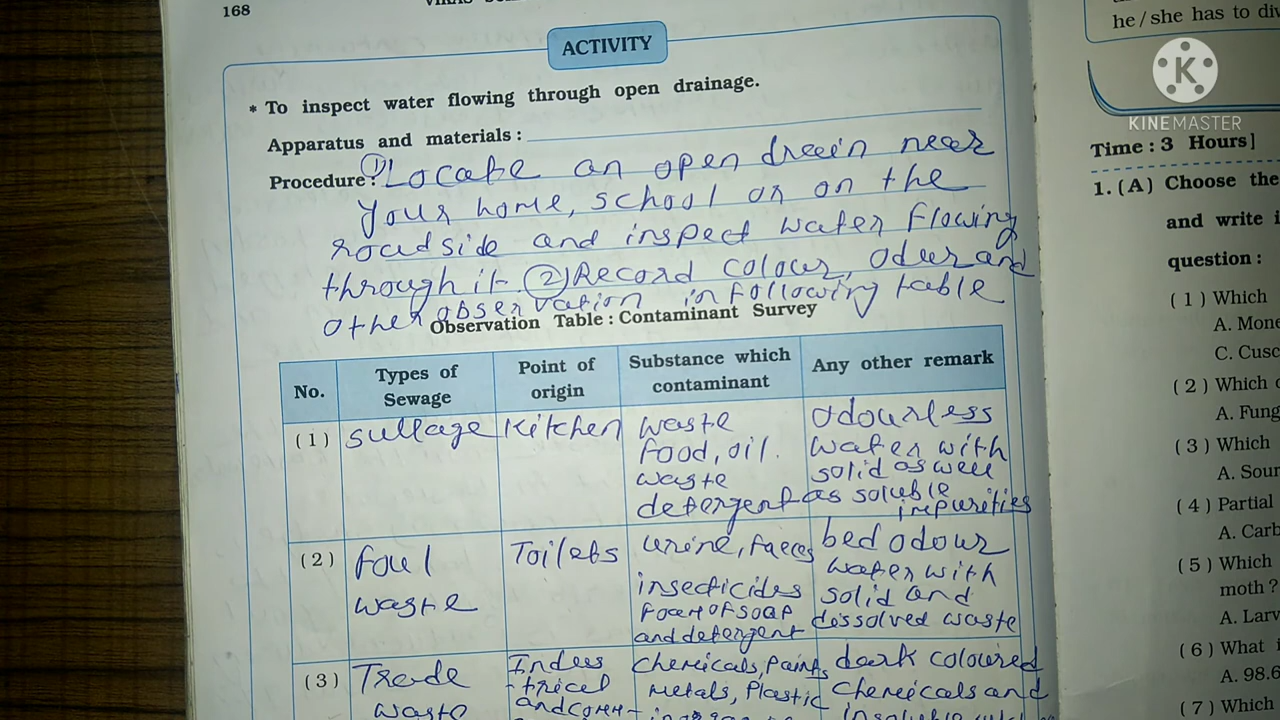 168
ACTIVITY
* To inspect water flowing through open drainage.
Apparatus and materials :
Procedure : ① Locate an open drain near
your home, school or on the
roadside and inspect water flowing
through it ② Record colour, odour and
other observation in following table
Observation Table : Contaminant Survey
No.
Types of
Sewage
Point of
origin
Substance which
contaminant
Any other remark
(1)
sullage
Kitchen
waste
food, oil.
waste
detergent
odourless
water with
solid as well
as soluble
impurities
(2)
foul
waste
Toilets
urine, faeces
insecticides
foam of soap
and detergent
bed odour
water with
solid and
dissolved waste
(3)
Trade
waste
Indus
-trical
and comm-
chemicals, paints
metals, Plastic
dark coloured
chemicals and
he/she has to
K
KINEMASTER
Time : 3 Hours]
1. (A) Choose the
and write
question :
(1) Which
A. Mone
C. Cusc
(2) Which
A. Fung
(3) Which
A. Sour
(4) Partial
A. Carb
(5) Which
moth ?
A. Larv
(6) What
A. 98.6
(7) Which